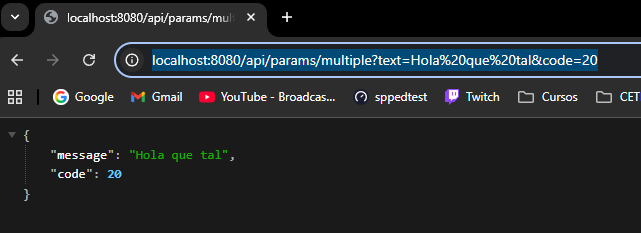 localhost:8080/api/params/mult
localhost:8080/api/params/multiple?text=Hola%20que%20tal&code=20
Google Gmail YouTube - Broadcas... sppedtest Twitch Cursos CET
{
"message": "Hola que tal",
"code": 20
}